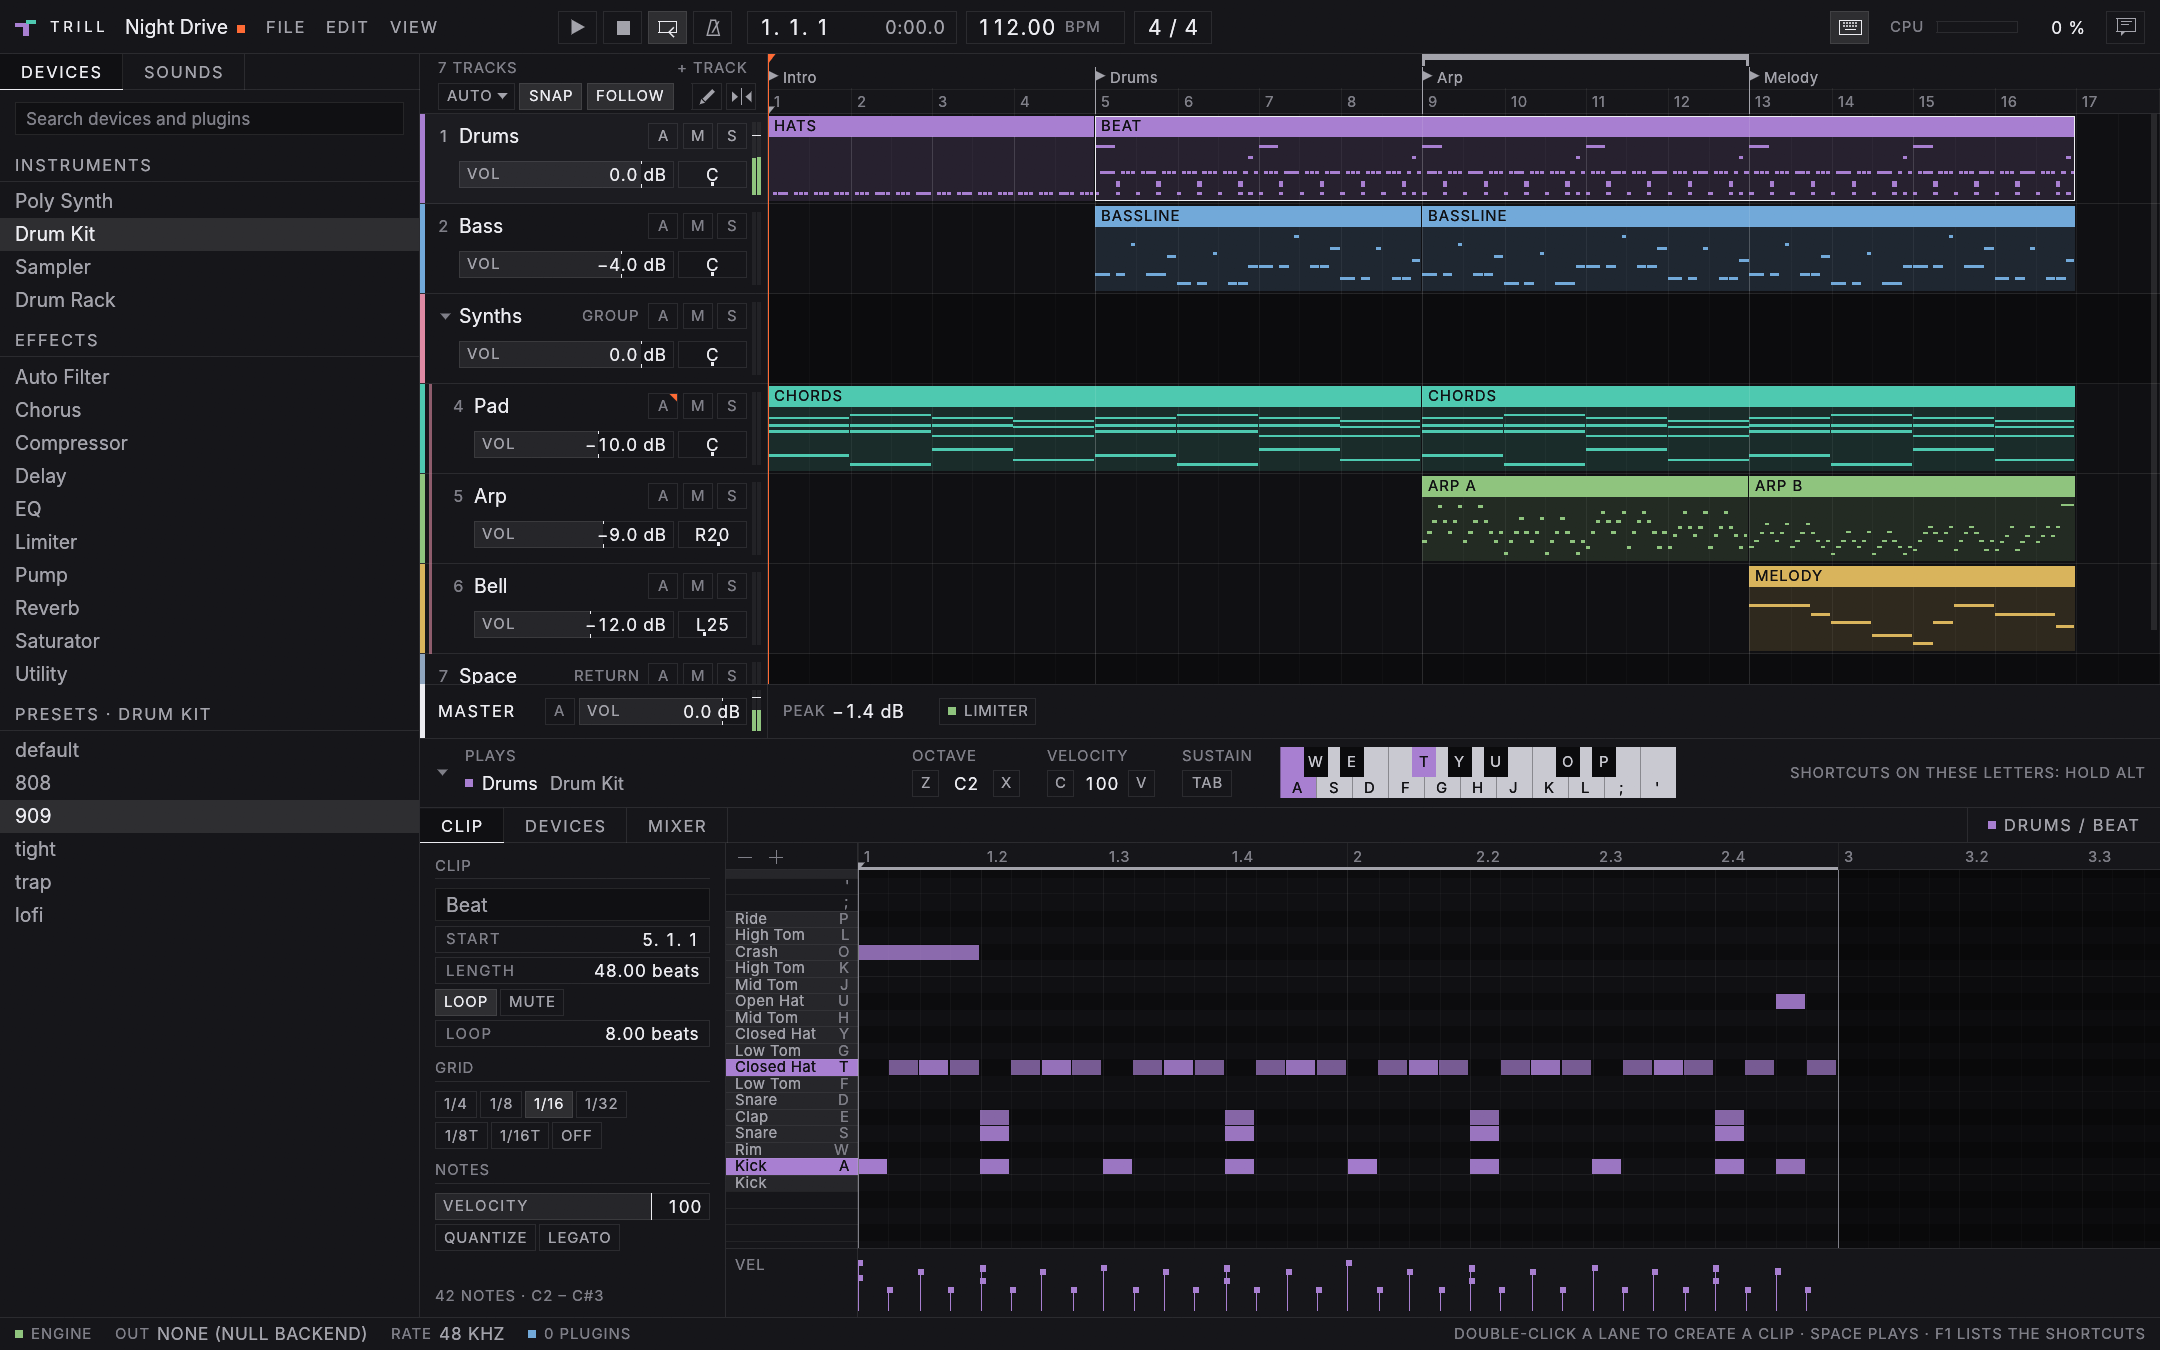 TRILL Night Drive FILE EDIT VIEW 1. 1. 1 0:00.0 112.00 BPM 4 / 4 CPU 0 %
DEVICES SOUNDS
Search devices and plugins
INSTRUMENTS
Poly Synth
Drum Kit
Sampler
Drum Rack
EFFECTS
Auto Filter
Chorus
Compressor
Delay
EQ
Limiter
Pump
Reverb
Saturator
Utility
PRESETS · DRUM KIT
default
808
909
tight
trap
lofi
7 TRACKS + TRACK
AUTO SNAP FOLLOW
Intro Drums Arp Melody
1 2 3 4 5 6 7 8 9 10 11 12 13 14 15 16 17
1 Drums A M S
VOL 0.0 dB C
HATS BEAT
2 Bass A M S
VOL −4.0 dB C
BASSLINE BASSLINE
Synths GROUP A M S
VOL 0.0 dB C
4 Pad A M S
VOL −10.0 dB C
CHORDS CHORDS
5 Arp A M S
VOL −9.0 dB R20
ARP A ARP B
6 Bell A M S
VOL −12.0 dB L25
MELODY
7 Space RETURN A M S
MASTER A VOL 0.0 dB PEAK −1.4 dB LIMITER
PLAYS OCTAVE VELOCITY SUSTAIN
Drums Drum Kit Z C2 X C 100 V TAB
W E T Y U O P
A S D F G H J K L ; '
SHORTCUTS ON THESE LETTERS: HOLD ALT
CLIP DEVICES MIXER DRUMS / BEAT
CLIP
Beat
START 5. 1. 1
LENGTH 48.00 beats
LOOP MUTE
LOOP 8.00 beats
GRID
1/4 1/8 1/16 1/32
1/8T 1/16T OFF
NOTES
VELOCITY 100
QUANTIZE LEGATO
42 NOTES · C2 – C#3
1 1.2 1.3 1.4 2 2.2 2.3 2.4 3 3.2 3.3
'
;
Ride P
High Tom L
Crash O
High Tom K
Mid Tom J
Open Hat U
Mid Tom H
Closed Hat Y
Low Tom G
Closed Hat T
Low Tom F
Snare D
Clap E
Snare S
Rim W
Kick A
Kick
VEL
ENGINE OUT NONE (NULL BACKEND) RATE 48 KHZ 0 PLUGINS DOUBLE-CLICK A LANE TO CREATE A CLIP · SPACE PLAYS · F1 LISTS THE SHORTCUTS